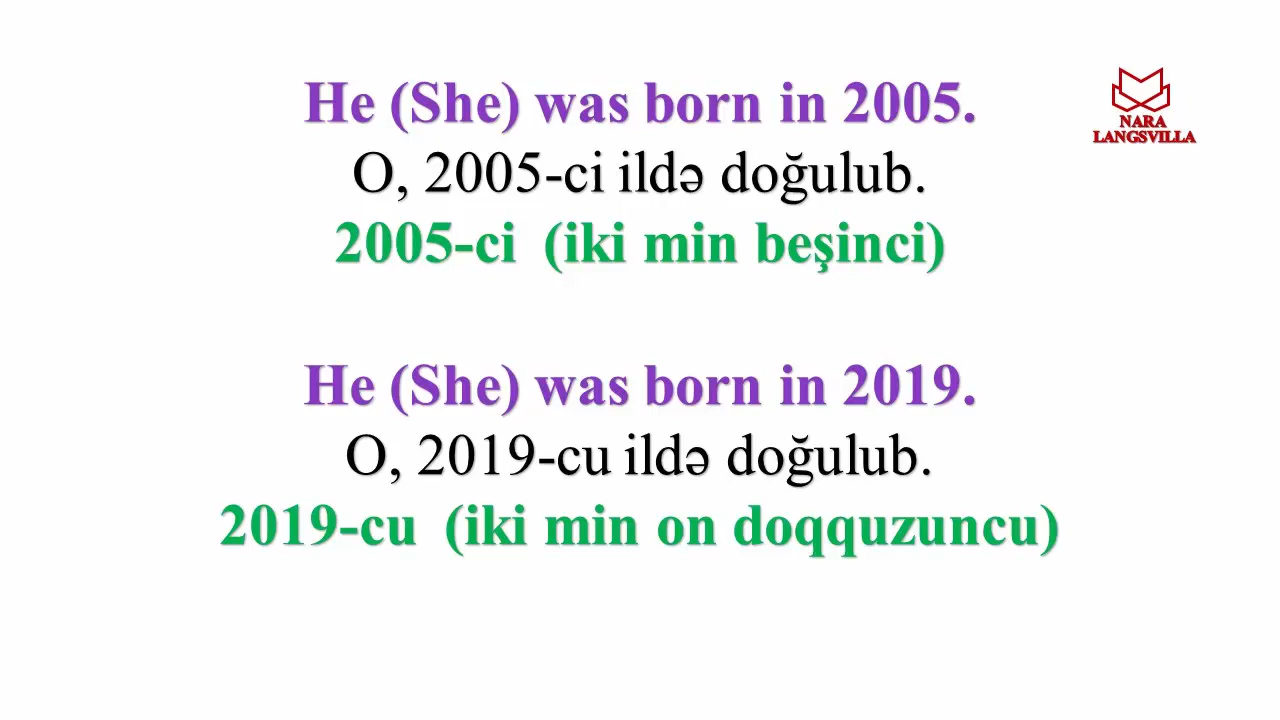 He (She) was born in 2005.
O, 2005-ci ildə doğulub.
2005-ci (iki min beşinci)
He (She) was born in 2019.
O, 2019-cu ildə doğulub.
2019-cu (iki min on doqquzuncu)
NARA
LANGSVILLA